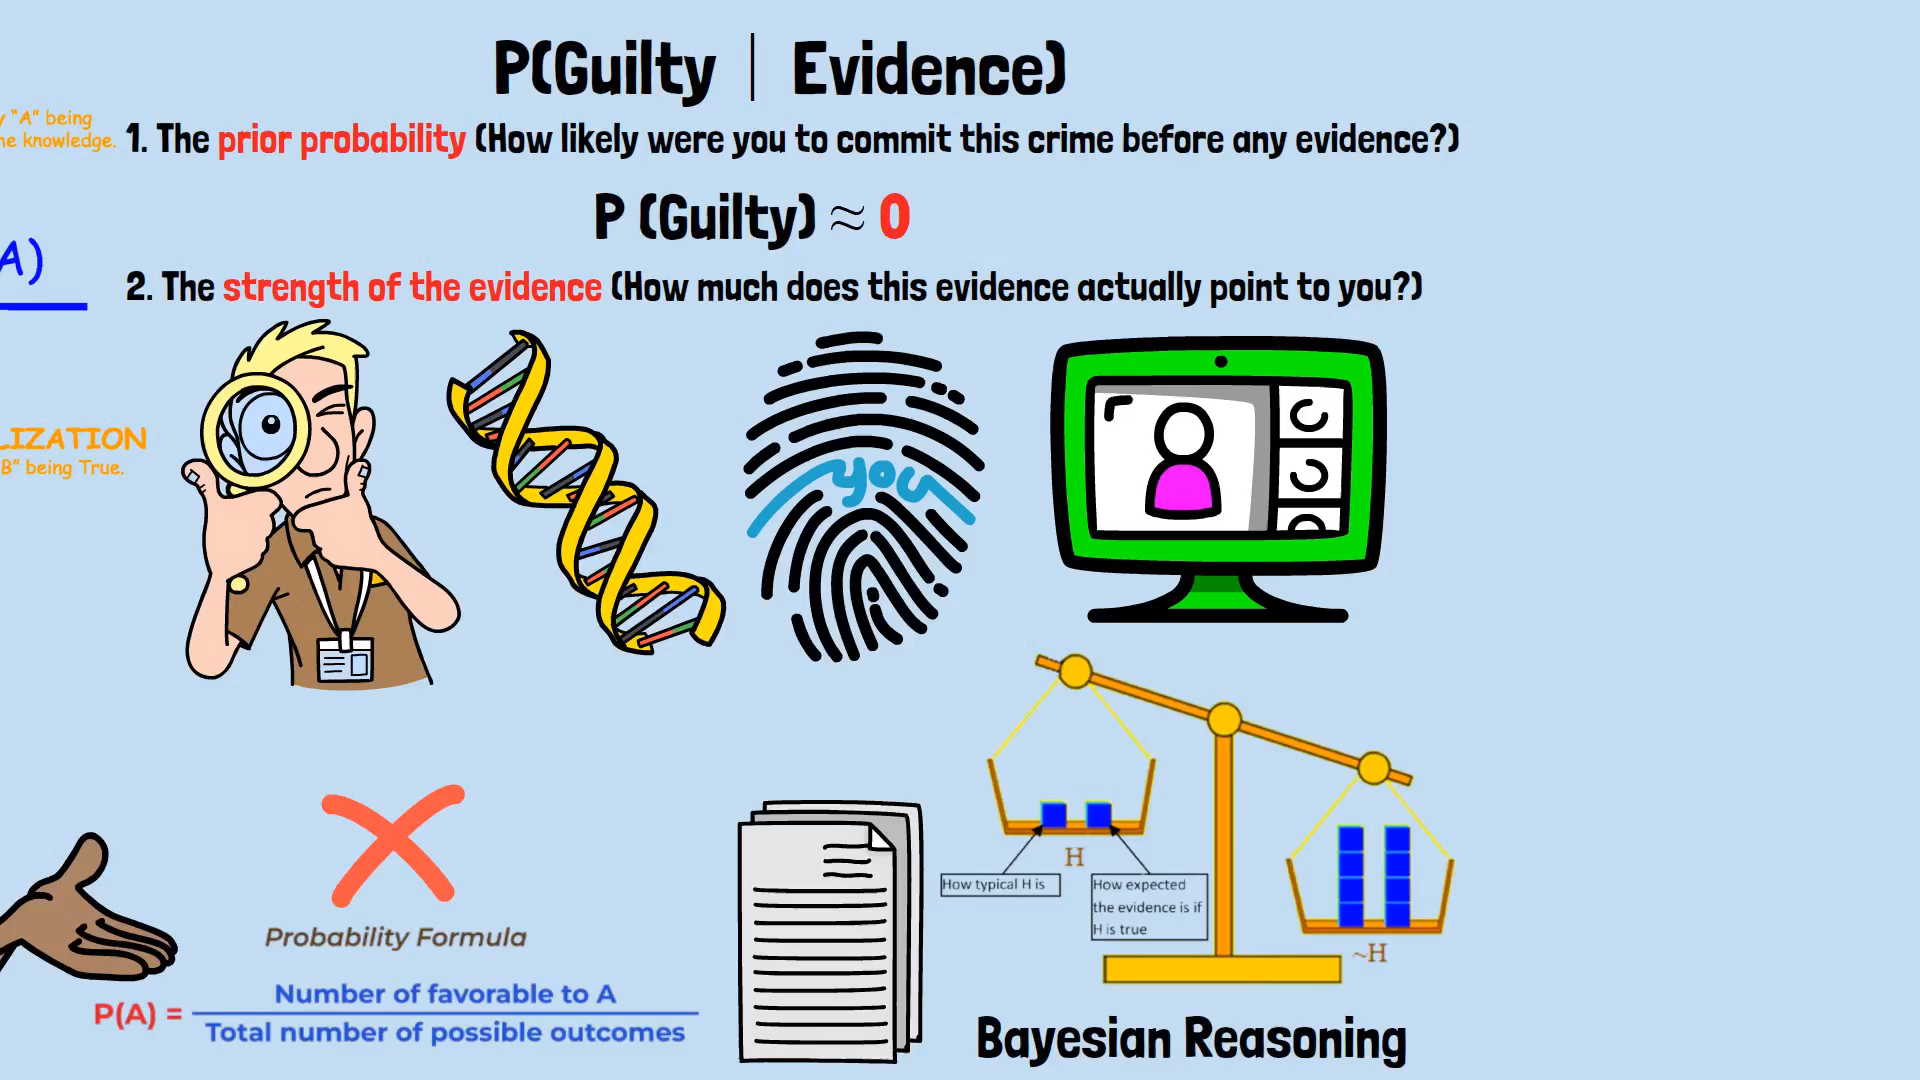 P(Guilty | Evidence)
y "A" being
ne knowledge.
1. The prior probability (How likely were you to commit this crime before any evidence?)
P (Guilty) ≈ 0
A)
2. The strength of the evidence (How much does this evidence actually point to you?)
LIZATION
B" being True.
you
H
How typical H is
How expected
the evidence is if
H is true
~H
Probability Formula
P(A) =
Number of favorable to A
Total number of possible outcomes
Bayesian Reasoning